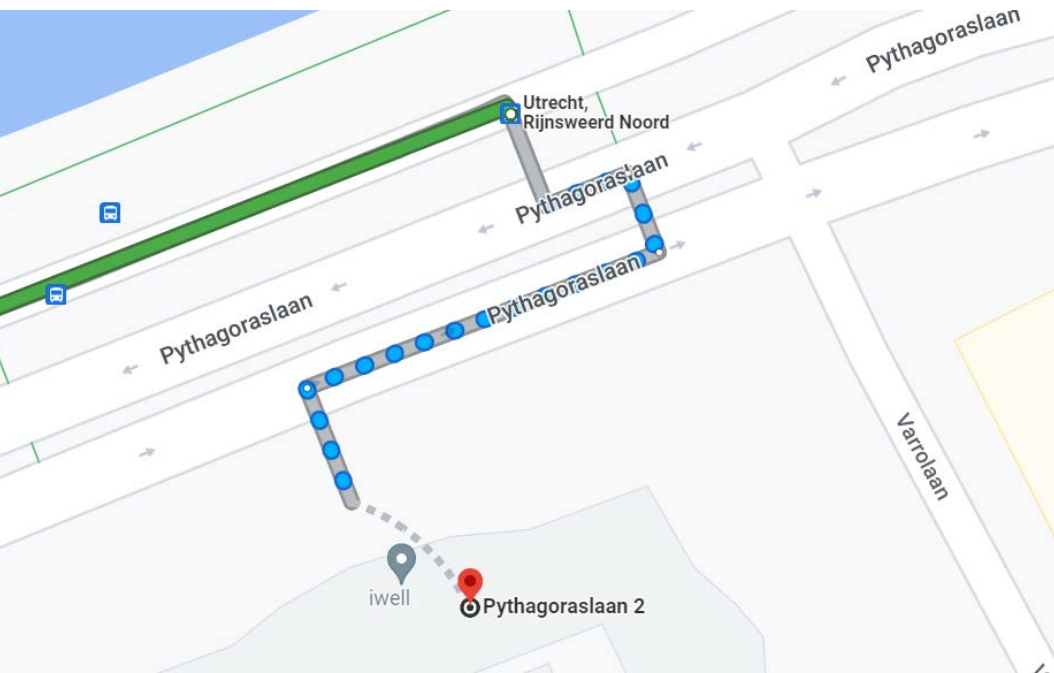 Pythagoraslaan
Utrecht,
Rijnsweerd Noord
Pythagoraslaan
Pythagoraslaan
Pythagoraslaan
Varrolaan
iwell
Pythagoraslaan 2